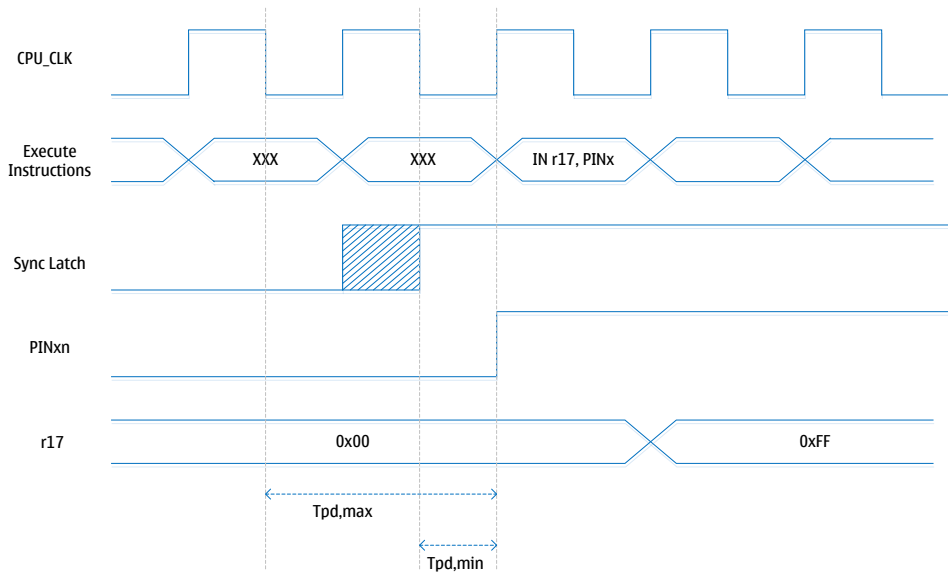 CPU_CLK
Execute
Instructions
XXX
XXX
IN r17, PINx
Sync Latch
PINxn
r17
0x00
0xFF
Tpd,max
Tpd,min